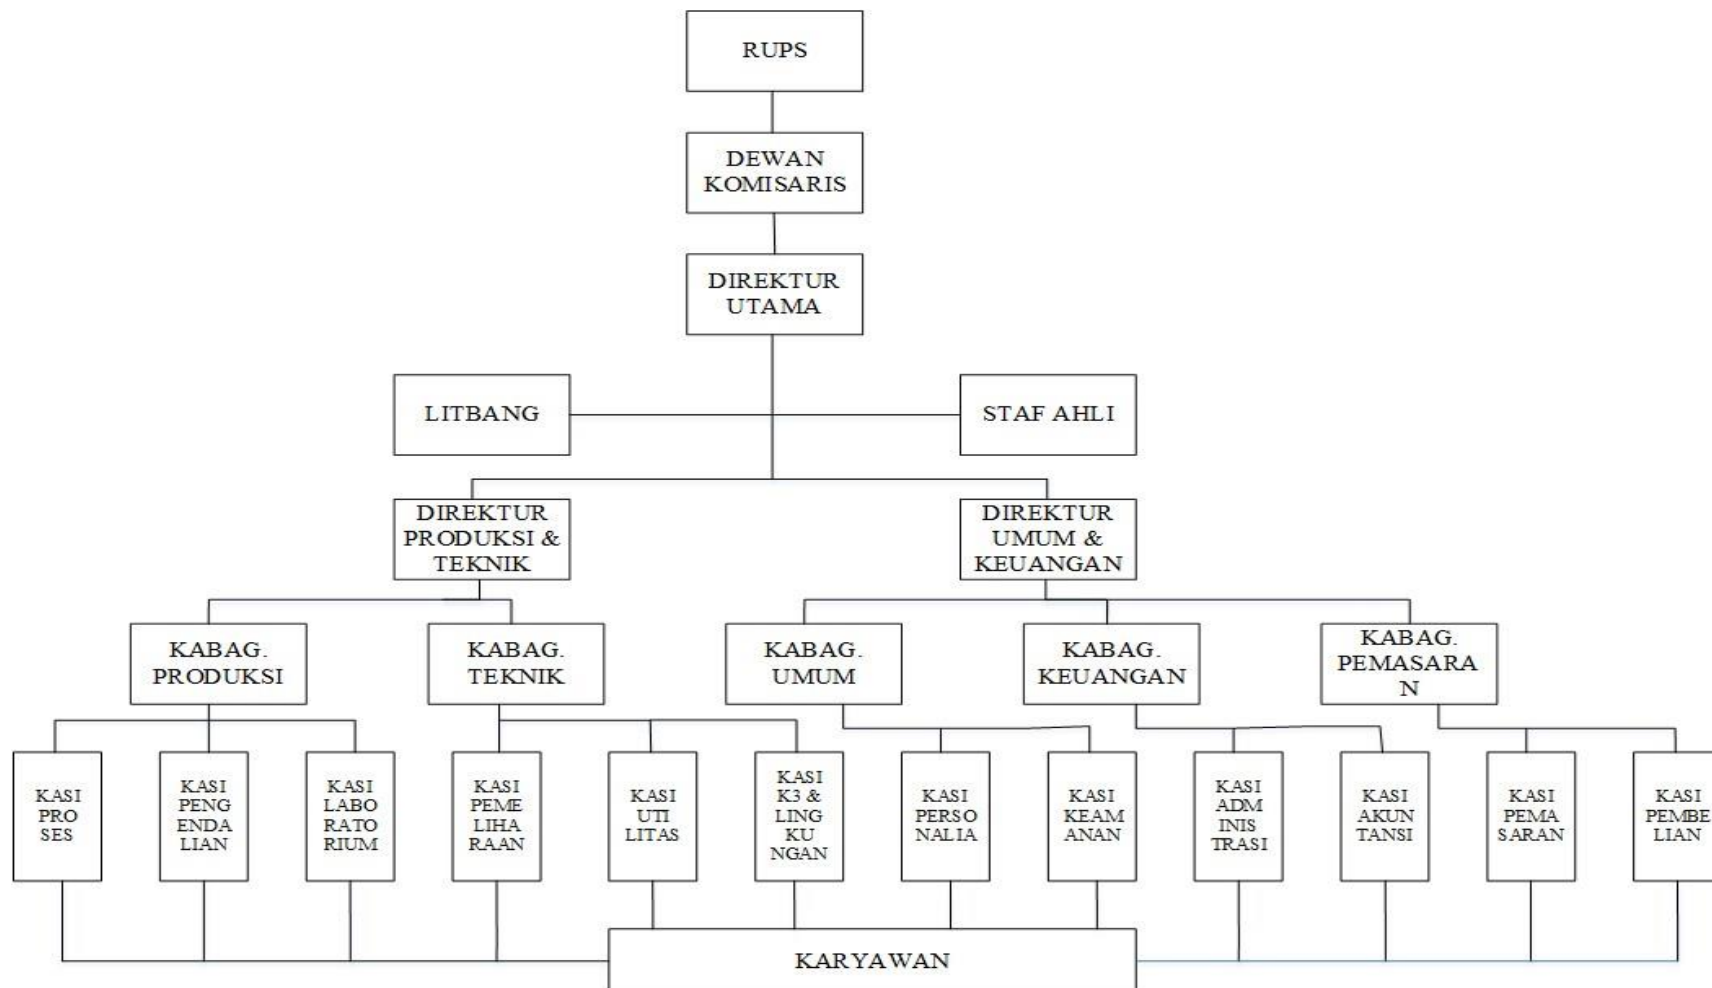 RUPS
DEWAN
KOMISARIS
DIREKTUR
UTAMA
LITBANG
STAF AHLI
DIREKTUR
PRODUKSI &
TEKNIK
DIREKTUR
UMUM &
KEUANGAN
KABAG.
PRODUKSI
KABAG.
TEKNIK
KABAG.
UMUM
KABAG.
KEUANGAN
KABAG.
PEMASARA
N
KASI
PRO
SES
KASI
PENG
ENDA
LIAN
KASI
LABO
RATO
RIUM
KASI
PEME
LIHA
RAAN
KASI
UTI
LITAS
KASI
K3 &
LING
KU
NGAN
KASI
PERSO
NALIA
KASI
KEAM
ANAN
KASI
ADM
INIS
TRASI
KASI
AKUN
TANSI
KASI
PEMA
SARAN
KASI
PEMBE
LIAN
KARYAWAN